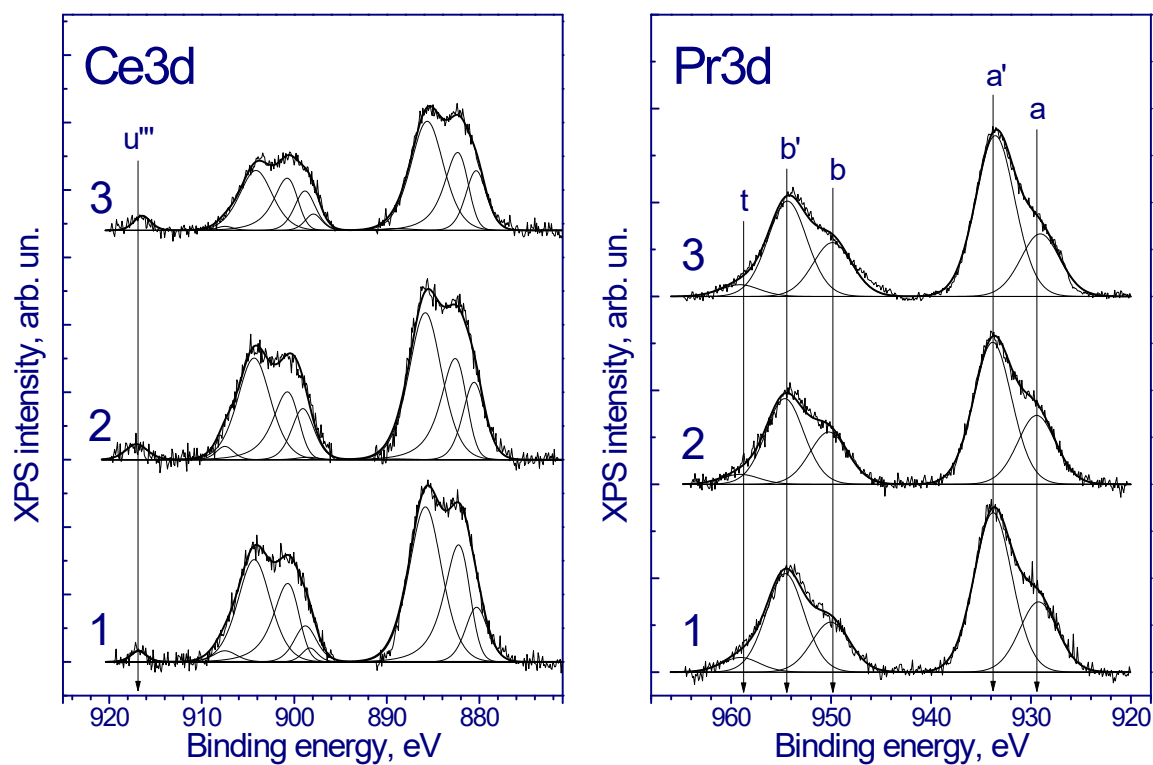 Ce3d
u'''
3
2
1
XPS intensity, arb. un.
920 910 900 890 880
Binding energy, eV
Pr3d
a'
a
b'
b
t
3
2
1
XPS intensity, arb. un.
960 950 940 930 920
Binding energy, eV